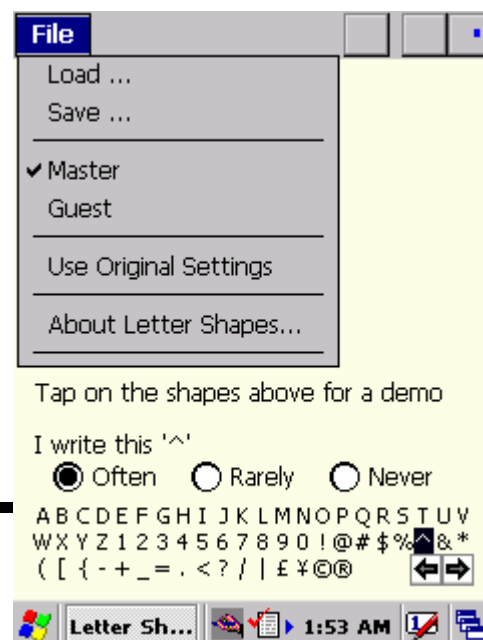 File
Load ...
Save ...
Master
Guest
Use Original Settings
About Letter Shapes...
Tap on the shapes above for a demo
I write this '^'
Often Rarely Never
A B C D E F G H I J K L M N O P Q R S T U V
W X Y Z 1 2 3 4 5 6 7 8 9 0 ! @ # $ % ^ & *
( [ { - + _ = . < ? / | £ ¥ © ®
Letter Sh... 1:53 AM